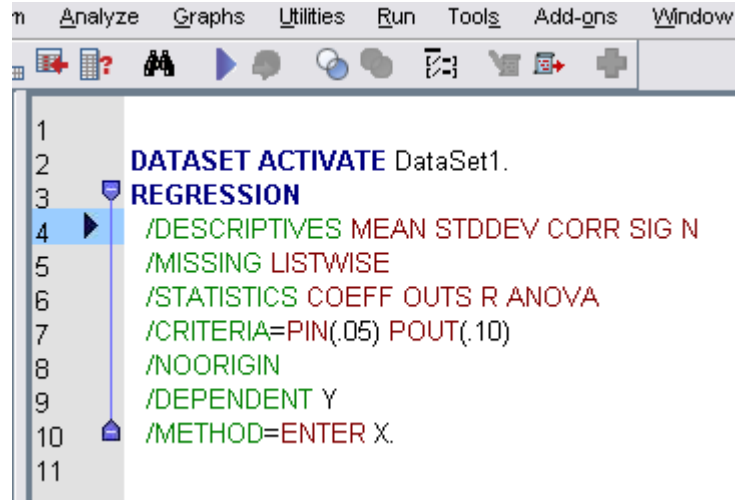 m Analyze Graphs Utilities Run Tools Add-ons Window
1
2 DATASET ACTIVATE DataSet1.
3 REGRESSION
4 /DESCRIPTIVES MEAN STDDEV CORR SIG N
5 /MISSING LISTWISE
6 /STATISTICS COEFF OUTS R ANOVA
7 /CRITERIA=PIN(.05) POUT(.10)
8 /NOORIGIN
9 /DEPENDENT Y
10 /METHOD=ENTER X.
11